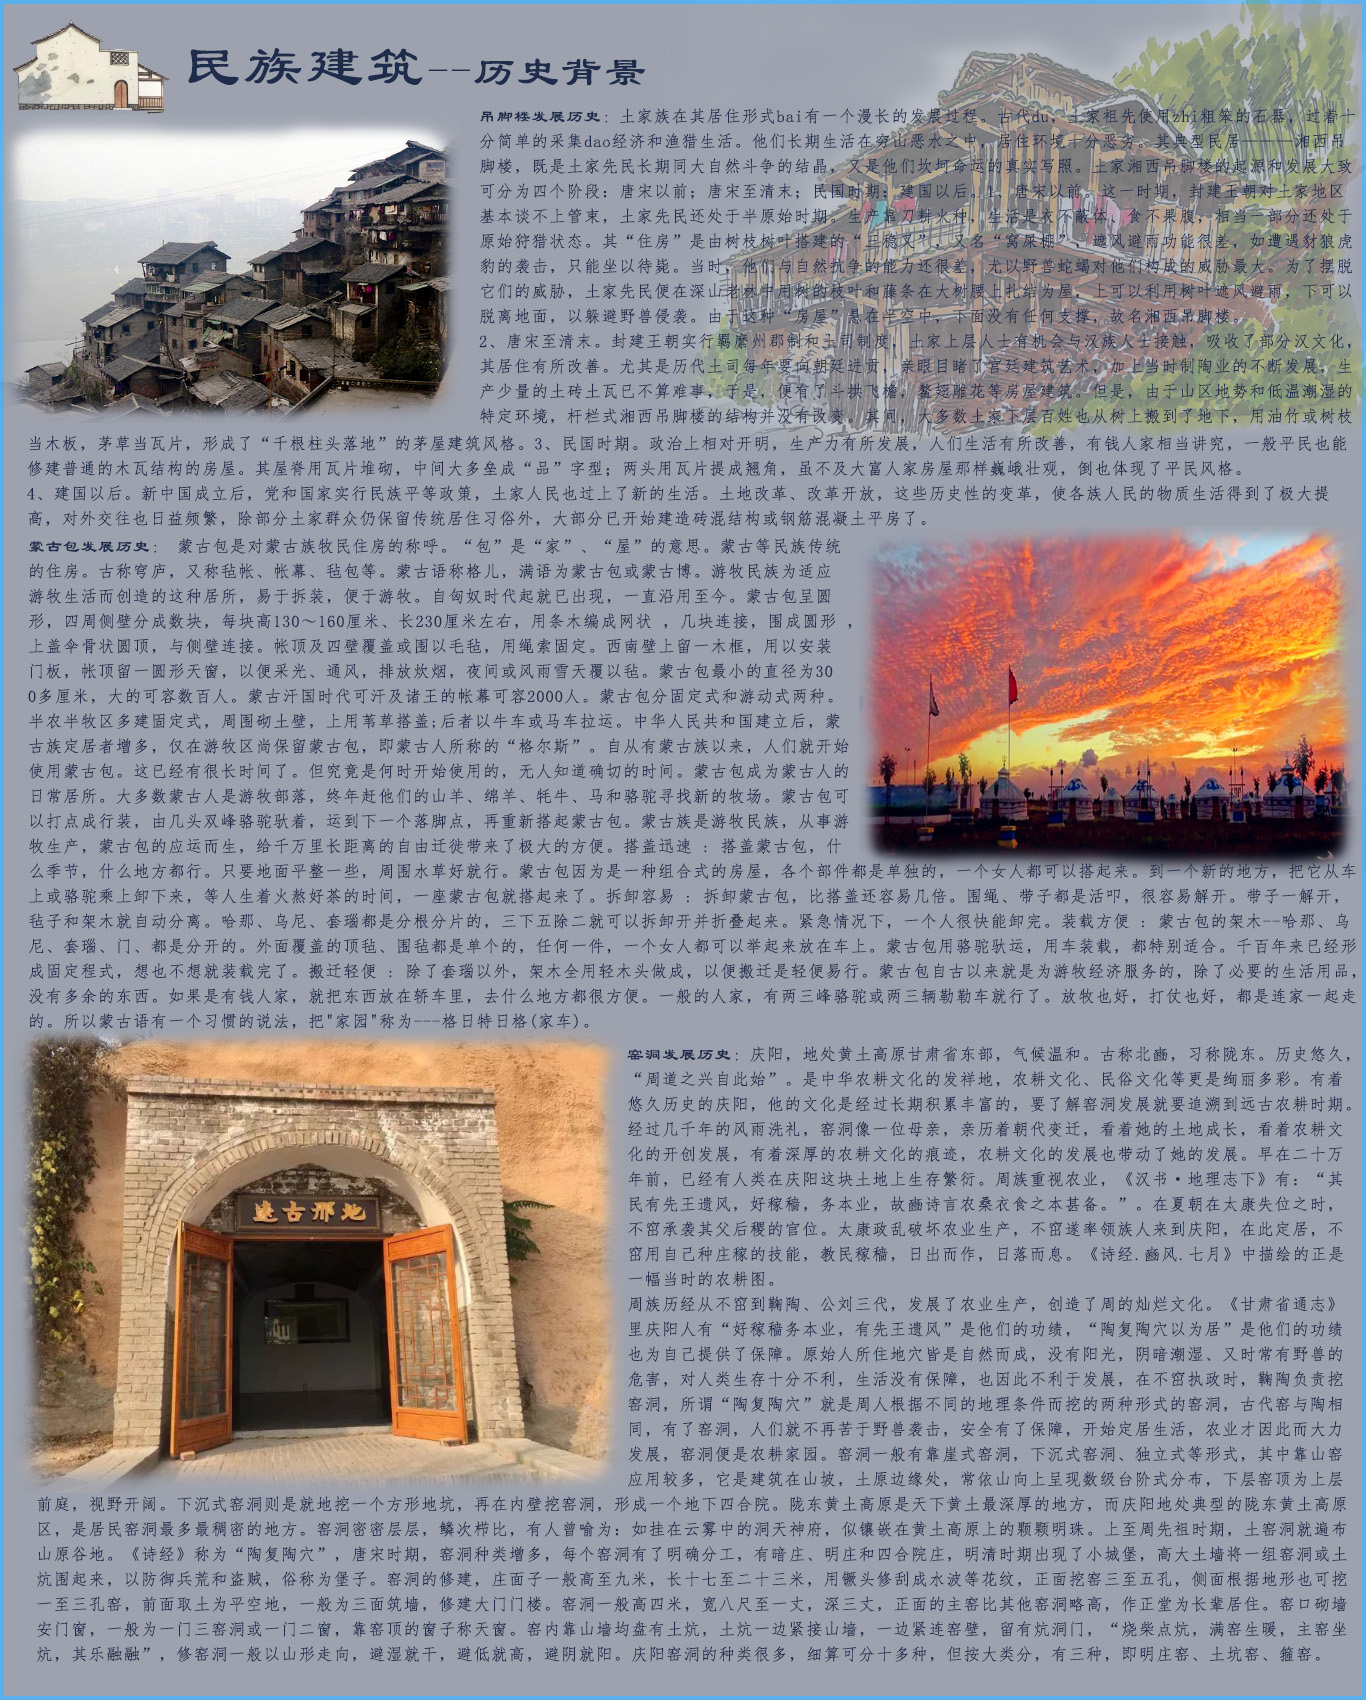 民族建筑--历史背景
吊脚楼发展历史：土家族在其居住形式bai有一个漫长的发展过程。古代du，土家祖先使用zhi粗笨的石器，过着十
分简单的采集dao经济和渔猎生活。他们长期生活在穷山恶水之中，居住环境十分恶劣。其典型民居———— 湘西吊
脚楼，既是土家先民长期同大自然斗争的结晶，又是他们坎坷命运的真实写照。土家湘西吊脚楼的起源和发展大致
可分为四个阶段：唐宋以前；唐宋至清末；民国时期；建国以后。1、唐宋以前。这一时期，封建王朝对土家地区
基本谈不上管束，土家先民还处于半原始时期。生产靠刀耕火种，生活是衣不蔽体，食不果腹，相当一部分还处于
原始狩猎状态。其“住房”是由树枝树叶搭建的“三稳叉”，又名“窝屎棚”，遮风避雨功能很差，如遭遇豺狼虎
豹的袭击，只能坐以待毙。当时，他们与自然抗争的能力还很差，尤以野兽蛇蝎对他们构成的威胁最大。为了摆脱
它们的威胁，土家先民便在深山老林中用树的枝叶和藤条在大树腰上扎结为屋，上可以利用树叶遮风避雨，下可以
脱离地面，以躲避野兽侵袭。由于这种“房屋”悬在半空中，下面没有任何支撑，故名湘西吊脚楼。
2、唐宋至清末。封建王朝实行羁縻州郡制和土司制度，土家上层人士有机会与汉族人士接触，吸收了部分汉文化，
其居住有所改善。尤其是历代土司每年要向朝廷进贡，亲眼目睹了宫廷建筑艺术，加上当时制陶业的不断发展，生
产少量的土砖土瓦已不算难事，于是，便有了斗拱飞檐，鳌翅雕花等房屋建筑。但是，由于山区地势和低温潮湿的
特定环境，杆栏式湘西吊脚楼的结构并没有改变。其间，大多数土家下层百姓也从树上搬到了地下，用油竹或树枝
当木板，茅草当瓦片，形成了“千根柱头落地”的茅屋建筑风格。3、民国时期。政治上相对开明，生产力有所发展，人们生活有所改善，有钱人家相当讲究，一般平民也能
修建普通的木瓦结构的房屋。其屋脊用瓦片堆砌，中间大多垒成“品”字型；两头用瓦片提成翘角，虽不及大富人家房屋那样巍峨壮观，倒也体现了平民风格。
4、建国以后。新中国成立后，党和国家实行民族平等政策，土家人民也过上了新的生活。土地改革、改革开放，这些历史性的变革，使各族人民的物质生活得到了极大提
高，对外交往也日益频繁，除部分土家群众仍保留传统居住习俗外，大部分已开始建造砖混结构或钢筋混凝土平房了。
蒙古包发展历史： 蒙古包是对蒙古族牧民住房的称呼。“包”是“家”、“屋”的意思。蒙古等民族传统
的住房。古称穹庐，又称毡帐、帐幕、毡包等。蒙古语称格儿，满语为蒙古包或蒙古博。游牧民族为适应
游牧生活而创造的这种居所，易于拆装，便于游牧。自匈奴时代起就已出现，一直沿用至今。蒙古包呈圆
形，四周侧壁分成数块，每块高130～160厘米、长230厘米左右，用条木编成网状 ，几块连接，围成圆形 ，
上盖伞骨状圆顶，与侧壁连接。帐顶及四壁覆盖或围以毛毡，用绳索固定。西南壁上留一木框，用以安装
门板，帐顶留一圆形天窗，以便采光、通风，排放炊烟，夜间或风雨雪天覆以毡。蒙古包最小的直径为30
0多厘米，大的可容数百人。蒙古汗国时代可汗及诸王的帐幕可容2000人。蒙古包分固定式和游动式两种。
半农半牧区多建固定式，周围砌土壁，上用苇草搭盖;后者以牛车或马车拉运。中华人民共和国建立后，蒙
古族定居者增多，仅在游牧区尚保留蒙古包，即蒙古人所称的“格尔斯”。自从有蒙古族以来，人们就开始
使用蒙古包。这已经有很长时间了。但究竟是何时开始使用的，无人知道确切的时间。蒙古包成为蒙古人的
日常居所。大多数蒙古人是游牧部落，终年赶他们的山羊、绵羊、牦牛、马和骆驼寻找新的牧场。蒙古包可
以打点成行装，由几头双峰骆驼驮着，运到下一个落脚点，再重新搭起蒙古包。蒙古族是游牧民族，从事游
牧生产，蒙古包的应运而生，给千万里长距离的自由迁徙带来了极大的方便。搭盖迅速 ：搭盖蒙古包，什
么季节，什么地方都行。只要地面平整一些，周围水草好就行。蒙古包因为是一种组合式的房屋，各个部件都是单独的，一个女人都可以搭起来。到一个新的地方，把它从车
上或骆驼乘上卸下来，等人生着火熬好茶的时间，一座蒙古包就搭起来了。拆卸容易 ：拆卸蒙古包，比搭盖还容易几倍。围绳、带子都是活叩，很容易解开。带子一解开，
毡子和架木就自动分离。哈那、乌尼、套瑙都是分根分片的，三下五除二就可以拆卸开并折叠起来。紧急情况下，一个人很快能卸完。装载方便 ：蒙古包的架木--哈那、乌
尼、套瑙、门、都是分开的。外面覆盖的顶毡、围毡都是单个的，任何一件，一个女人都可以举起来放在车上。蒙古包用骆驼驮运，用车装载，都特别适合。千百年来已经形
成固定程式，想也不想就装载完了。搬迁轻便 ：除了套瑙以外，架木全用轻木头做成，以便搬迁是轻便易行。蒙古包自古以来就是为游牧经济服务的，除了必要的生活用品，
没有多余的东西。如果是有钱人家，就把东西放在轿车里，去什么地方都很方便。一般的人家，有两三峰骆驼或两三辆勒勒车就行了。放牧也好，打仗也好，都是连家一起走
的。所以蒙古语有一个习惯的说法，把"家园"称为---格日特日格(家车)。
窑洞发展历史：庆阳，地处黄土高原甘肃省东部，气候温和。古称北豳，习称陇东。历史悠久，
“周道之兴自此始”。是中华农耕文化的发祥地，农耕文化、民俗文化等更是绚丽多彩。有着
悠久历史的庆阳，他的文化是经过长期积累丰富的，要了解窑洞发展就要追溯到远古农耕时期。
经过几千年的风雨洗礼，窑洞像一位母亲，亲历着朝代变迁，看着她的土地成长，看着农耕文
化的开创发展，有着深厚的农耕文化的痕迹，农耕文化的发展也带动了她的发展。早在二十万
年前，已经有人类在庆阳这块土地上生存繁衍。周族重视农业，《汉书·地理志下》有：“其
民有先王遗风，好稼穑，务本业，故豳诗言农桑衣食之本甚备。”。在夏朝在太康失位之时，
不窋承袭其父后稷的官位。太康政乱破坏农业生产，不窋遂率领族人来到庆阳，在此定居，不
窋用自己种庄稼的技能，教民稼穑，日出而作，日落而息。《诗经.豳风.七月》中描绘的正是
一幅当时的农耕图。
周族历经从不窋到鞠陶、公刘三代，发展了农业生产，创造了周的灿烂文化。《甘肃省通志》
里庆阳人有“好稼穑务本业，有先王遗风”是他们的功绩，“陶复陶穴以为居”是他们的功绩
也为自己提供了保障。原始人所住地穴皆是自然而成，没有阳光，阴暗潮湿、又时常有野兽的
危害，对人类生存十分不利，生活没有保障，也因此不利于发展，在不窋执政时，鞠陶负责挖
窑洞，所谓“陶复陶穴”就是周人根据不同的地理条件而挖的两种形式的窑洞，古代窑与陶相
同，有了窑洞，人们就不再苦于野兽袭击，安全有了保障，开始定居生活，农业才因此而大力
发展，窑洞便是农耕家园。窑洞一般有靠崖式窑洞，下沉式窑洞、独立式等形式，其中靠山窑
应用较多，它是建筑在山坡，土原边缘处，常依山向上呈现数级台阶式分布，下层窑顶为上层
前庭，视野开阔。下沉式窑洞则是就地挖一个方形地坑，再在内壁挖窑洞，形成一个地下四合院。陇东黄土高原是天下黄土最深厚的地方，而庆阳地处典型的陇东黄土高原
区，是居民窑洞最多最稠密的地方。窑洞密密层层，鳞次栉比，有人曾喻为：如挂在云雾中的洞天神府，似镶嵌在黄土高原上的颗颗明珠。上至周先祖时期，土窑洞就遍布
山原谷地。《诗经》称为“陶复陶穴”，唐宋时期，窑洞种类增多，每个窑洞有了明确分工，有暗庄、明庄和四合院庄，明清时期出现了小城堡，高大土墙将一组窑洞或土
炕围起来，以防御兵荒和盗贼，俗称为堡子。窑洞的修建，庄面子一般高至九米，长十七至二十三米，用镢头修刮成水波等花纹，正面挖窑三至五孔，侧面根据地形也可挖
一至三孔窑，前面取土为平空地，一般为三面筑墙，修建大门门楼。窑洞一般高四米，宽八尺至一丈，深三丈，正面的主窑比其他窑洞略高，作正堂为长辈居住。窑口砌墙
安门窗，一般为一门三窑洞或一门二窗，靠窑顶的窗子称天窗。窑内靠山墙均盘有土炕，土炕一边紧接山墙，一边紧连窑壁，留有炕洞门，“烧柴点炕，满窑生暖，主窑坐
炕，其乐融融”，修窑洞一般以山形走向，避湿就干，避低就高，避阴就阳。庆阳窑洞的种类很多，细算可分十多种，但按大类分，有三种，即明庄窑、土坑窑、箍窑。
遠古邢地